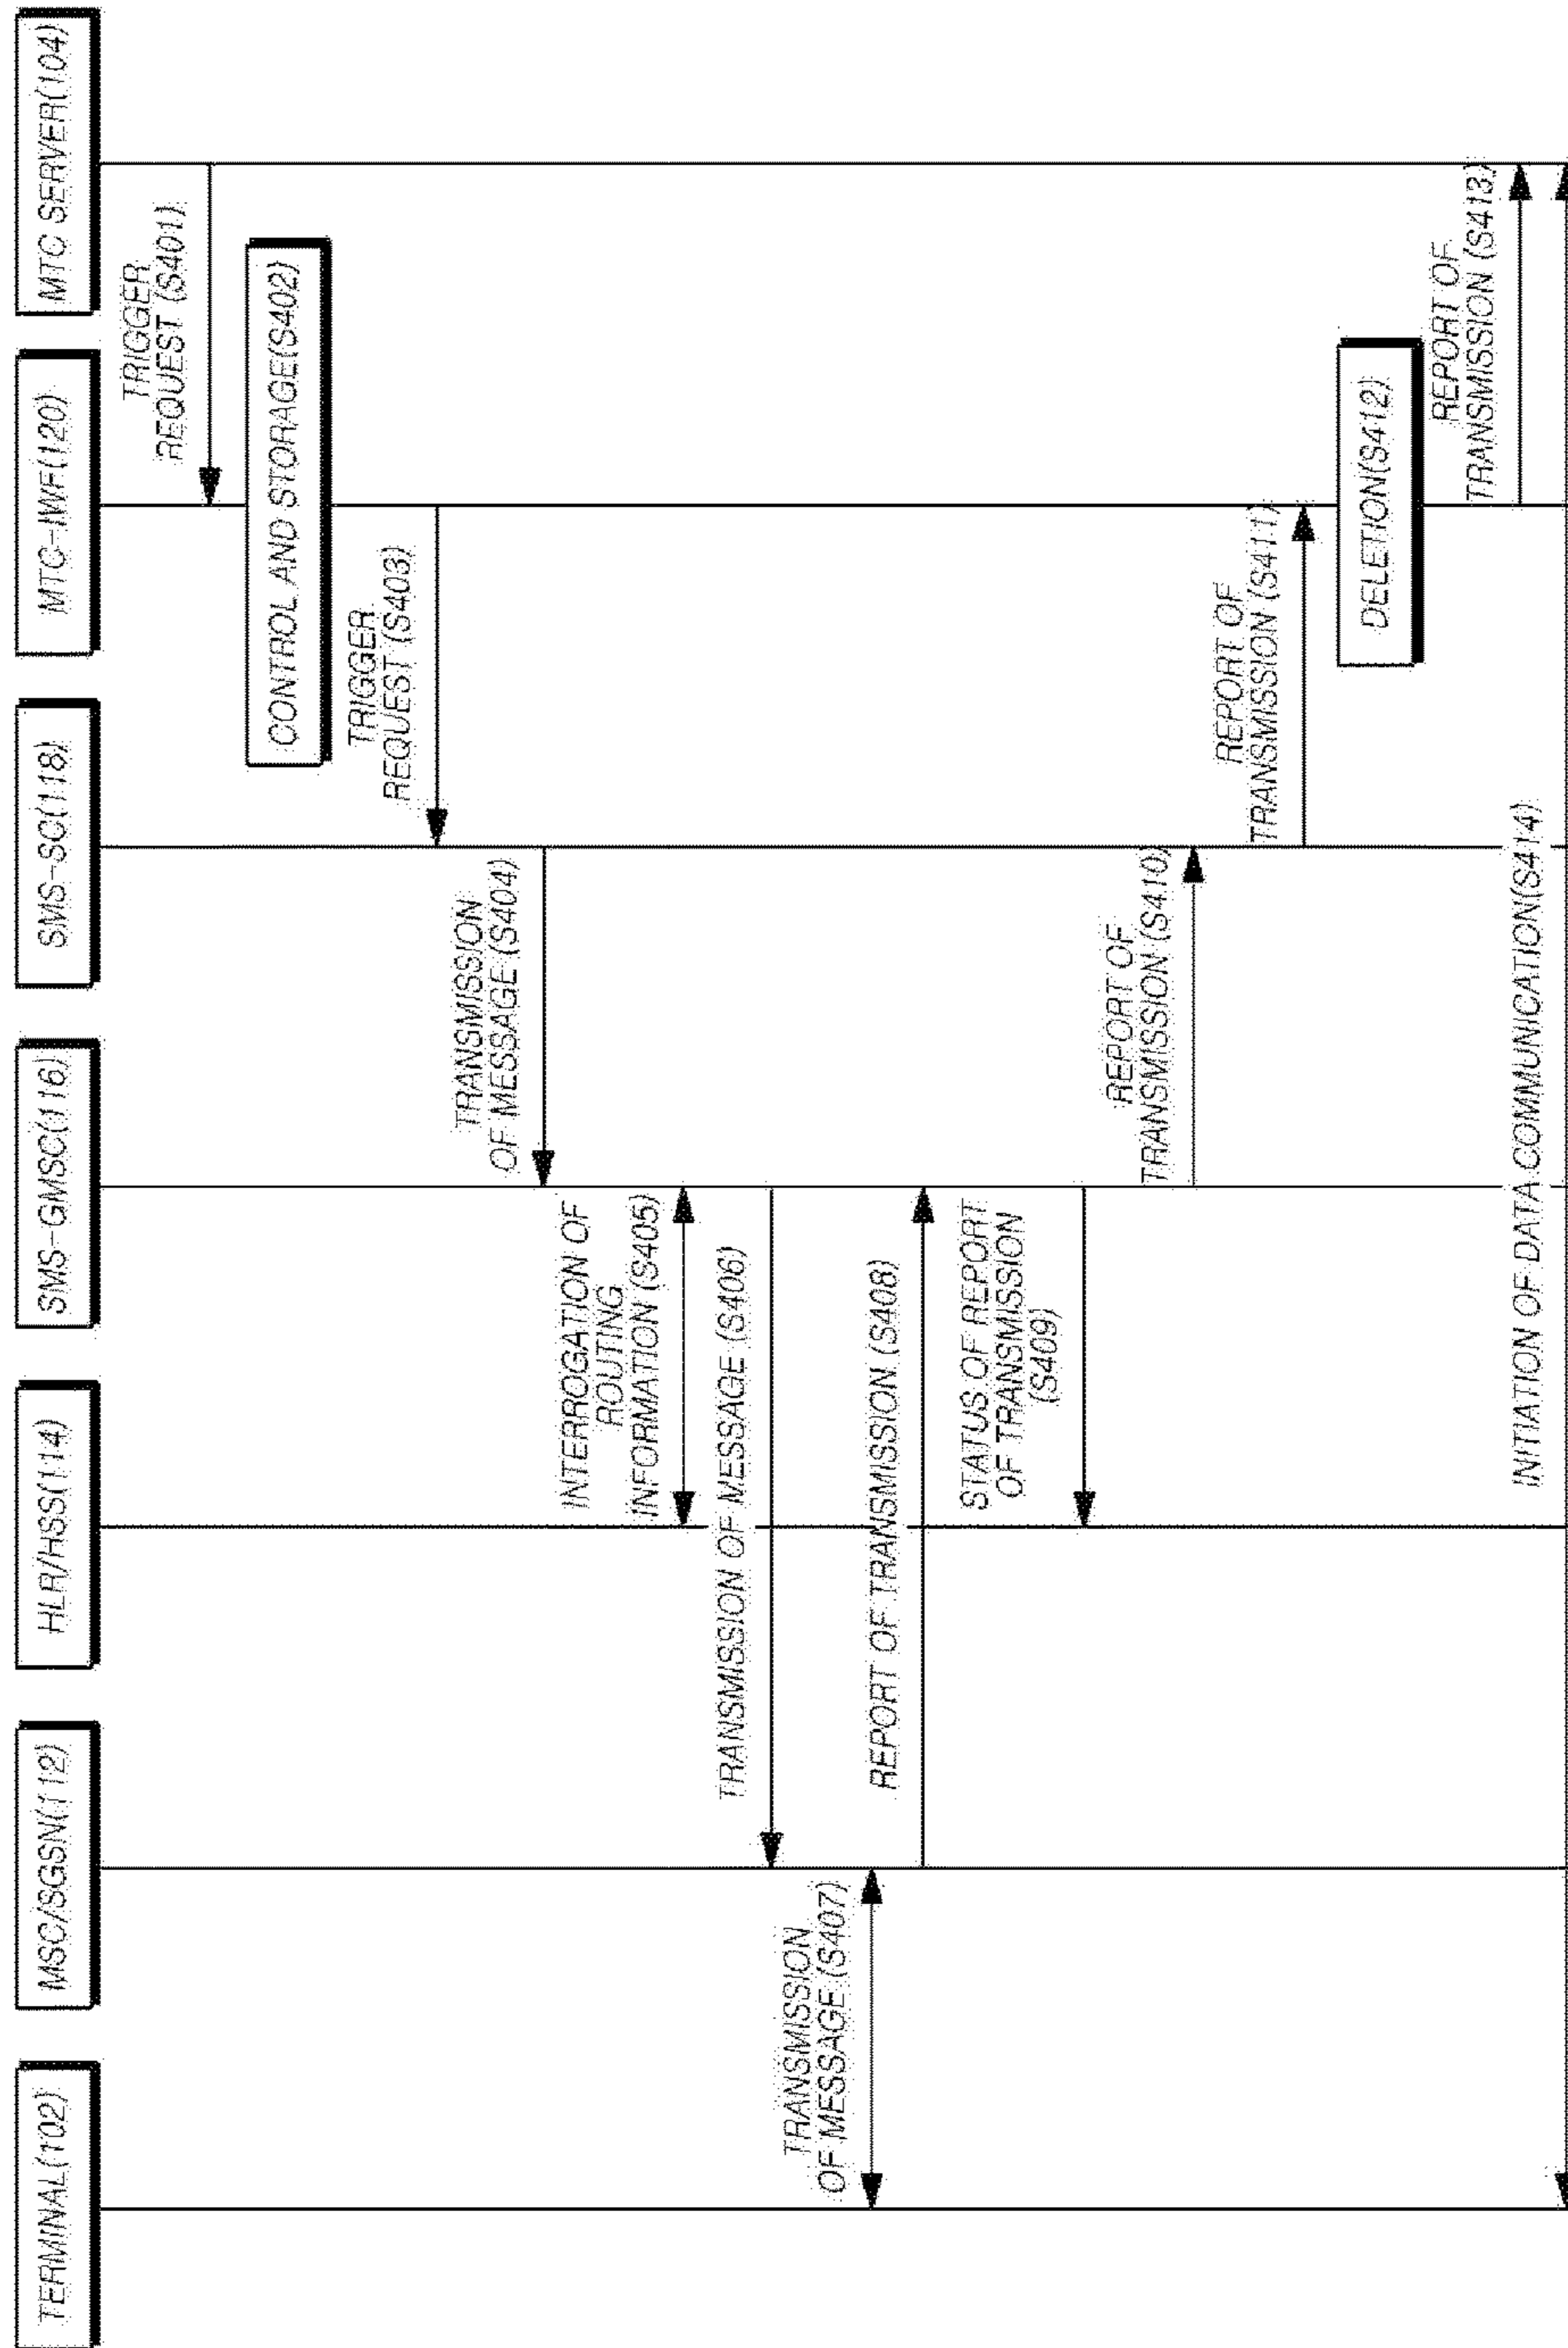 TERMINAL(102)
MSC/SGSN(112)
HLR/HSS(114)
SMS-GMSC(116)
SMS-SC(118)
MTC-IWF(120)
MTC SERVER(104)
TRIGGER
REQUEST (S401)
CONTROL AND STORAGE(S402)
TRIGGER
REQUEST (S403)
TRANSMISSION
OF MESSAGE (S404)
INTERROGATION OF
ROUTING
INFORMATION (S405)
TRANSMISSION OF MESSAGE (S406)
TRANSMISSION
OF MESSAGE (S407)
REPORT OF TRANSMISSION (S408)
STATUS OF REPORT
OF TRANSMISSION
(S409)
REPORT OF
TRANSMISSION (S410)
REPORT OF
TRANSMISSION (S411)
DELETION(S412)
REPORT OF
TRANSMISSION (S413)
INITIATION OF DATA COMMUNICATION(S414)